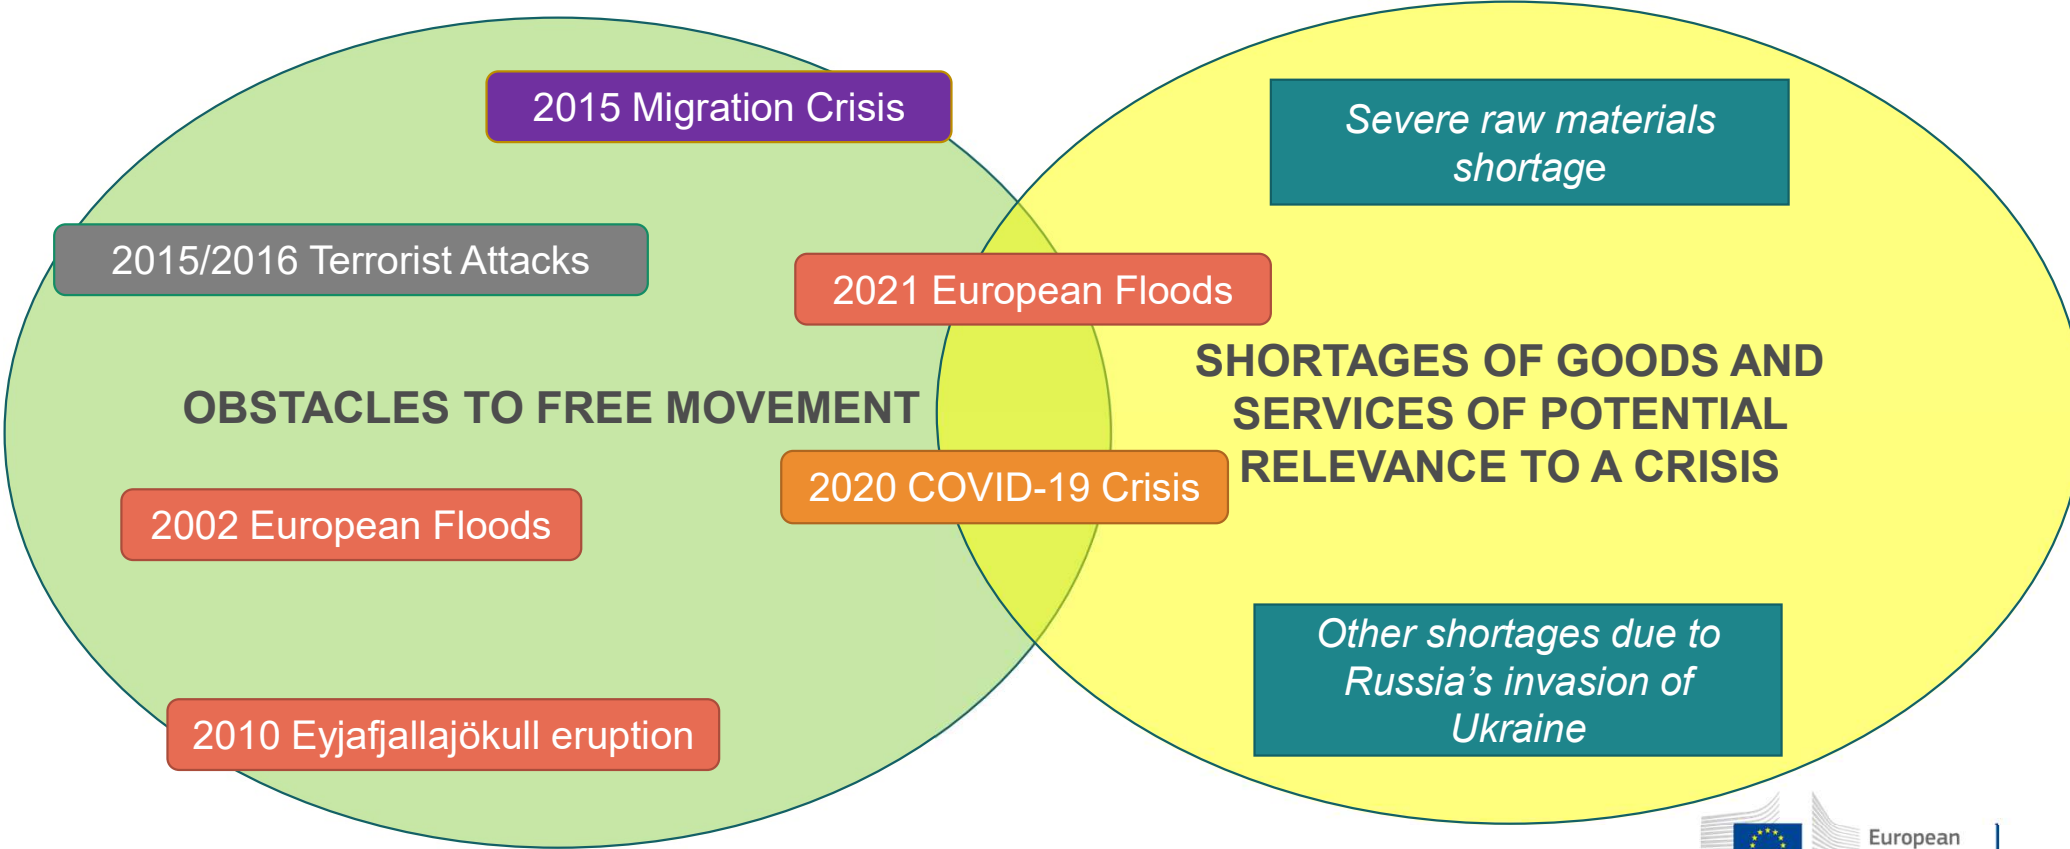 2015 Migration Crisis
Severe raw materials
shortage
2015/2016 Terrorist Attacks
2021 European Floods
OBSTACLES TO FREE MOVEMENT
SHORTAGES OF GOODS AND
SERVICES OF POTENTIAL
RELEVANCE TO A CRISIS
2020 COVID-19 Crisis
2002 European Floods
Other shortages due to
Russia’s invasion of
Ukraine
2010 Eyjafjallajökull eruption
European